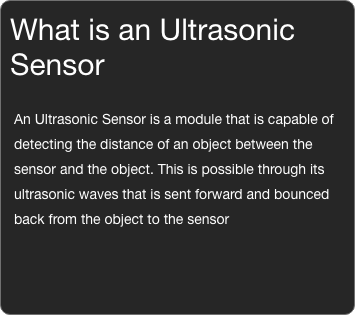 What is an Ultrasonic
Sensor
An Ultrasonic Sensor is a module that is capable of
detecting the distance of an object between the
sensor and the object. This is possible through its
ultrasonic waves that is sent forward and bounced
back from the object to the sensor